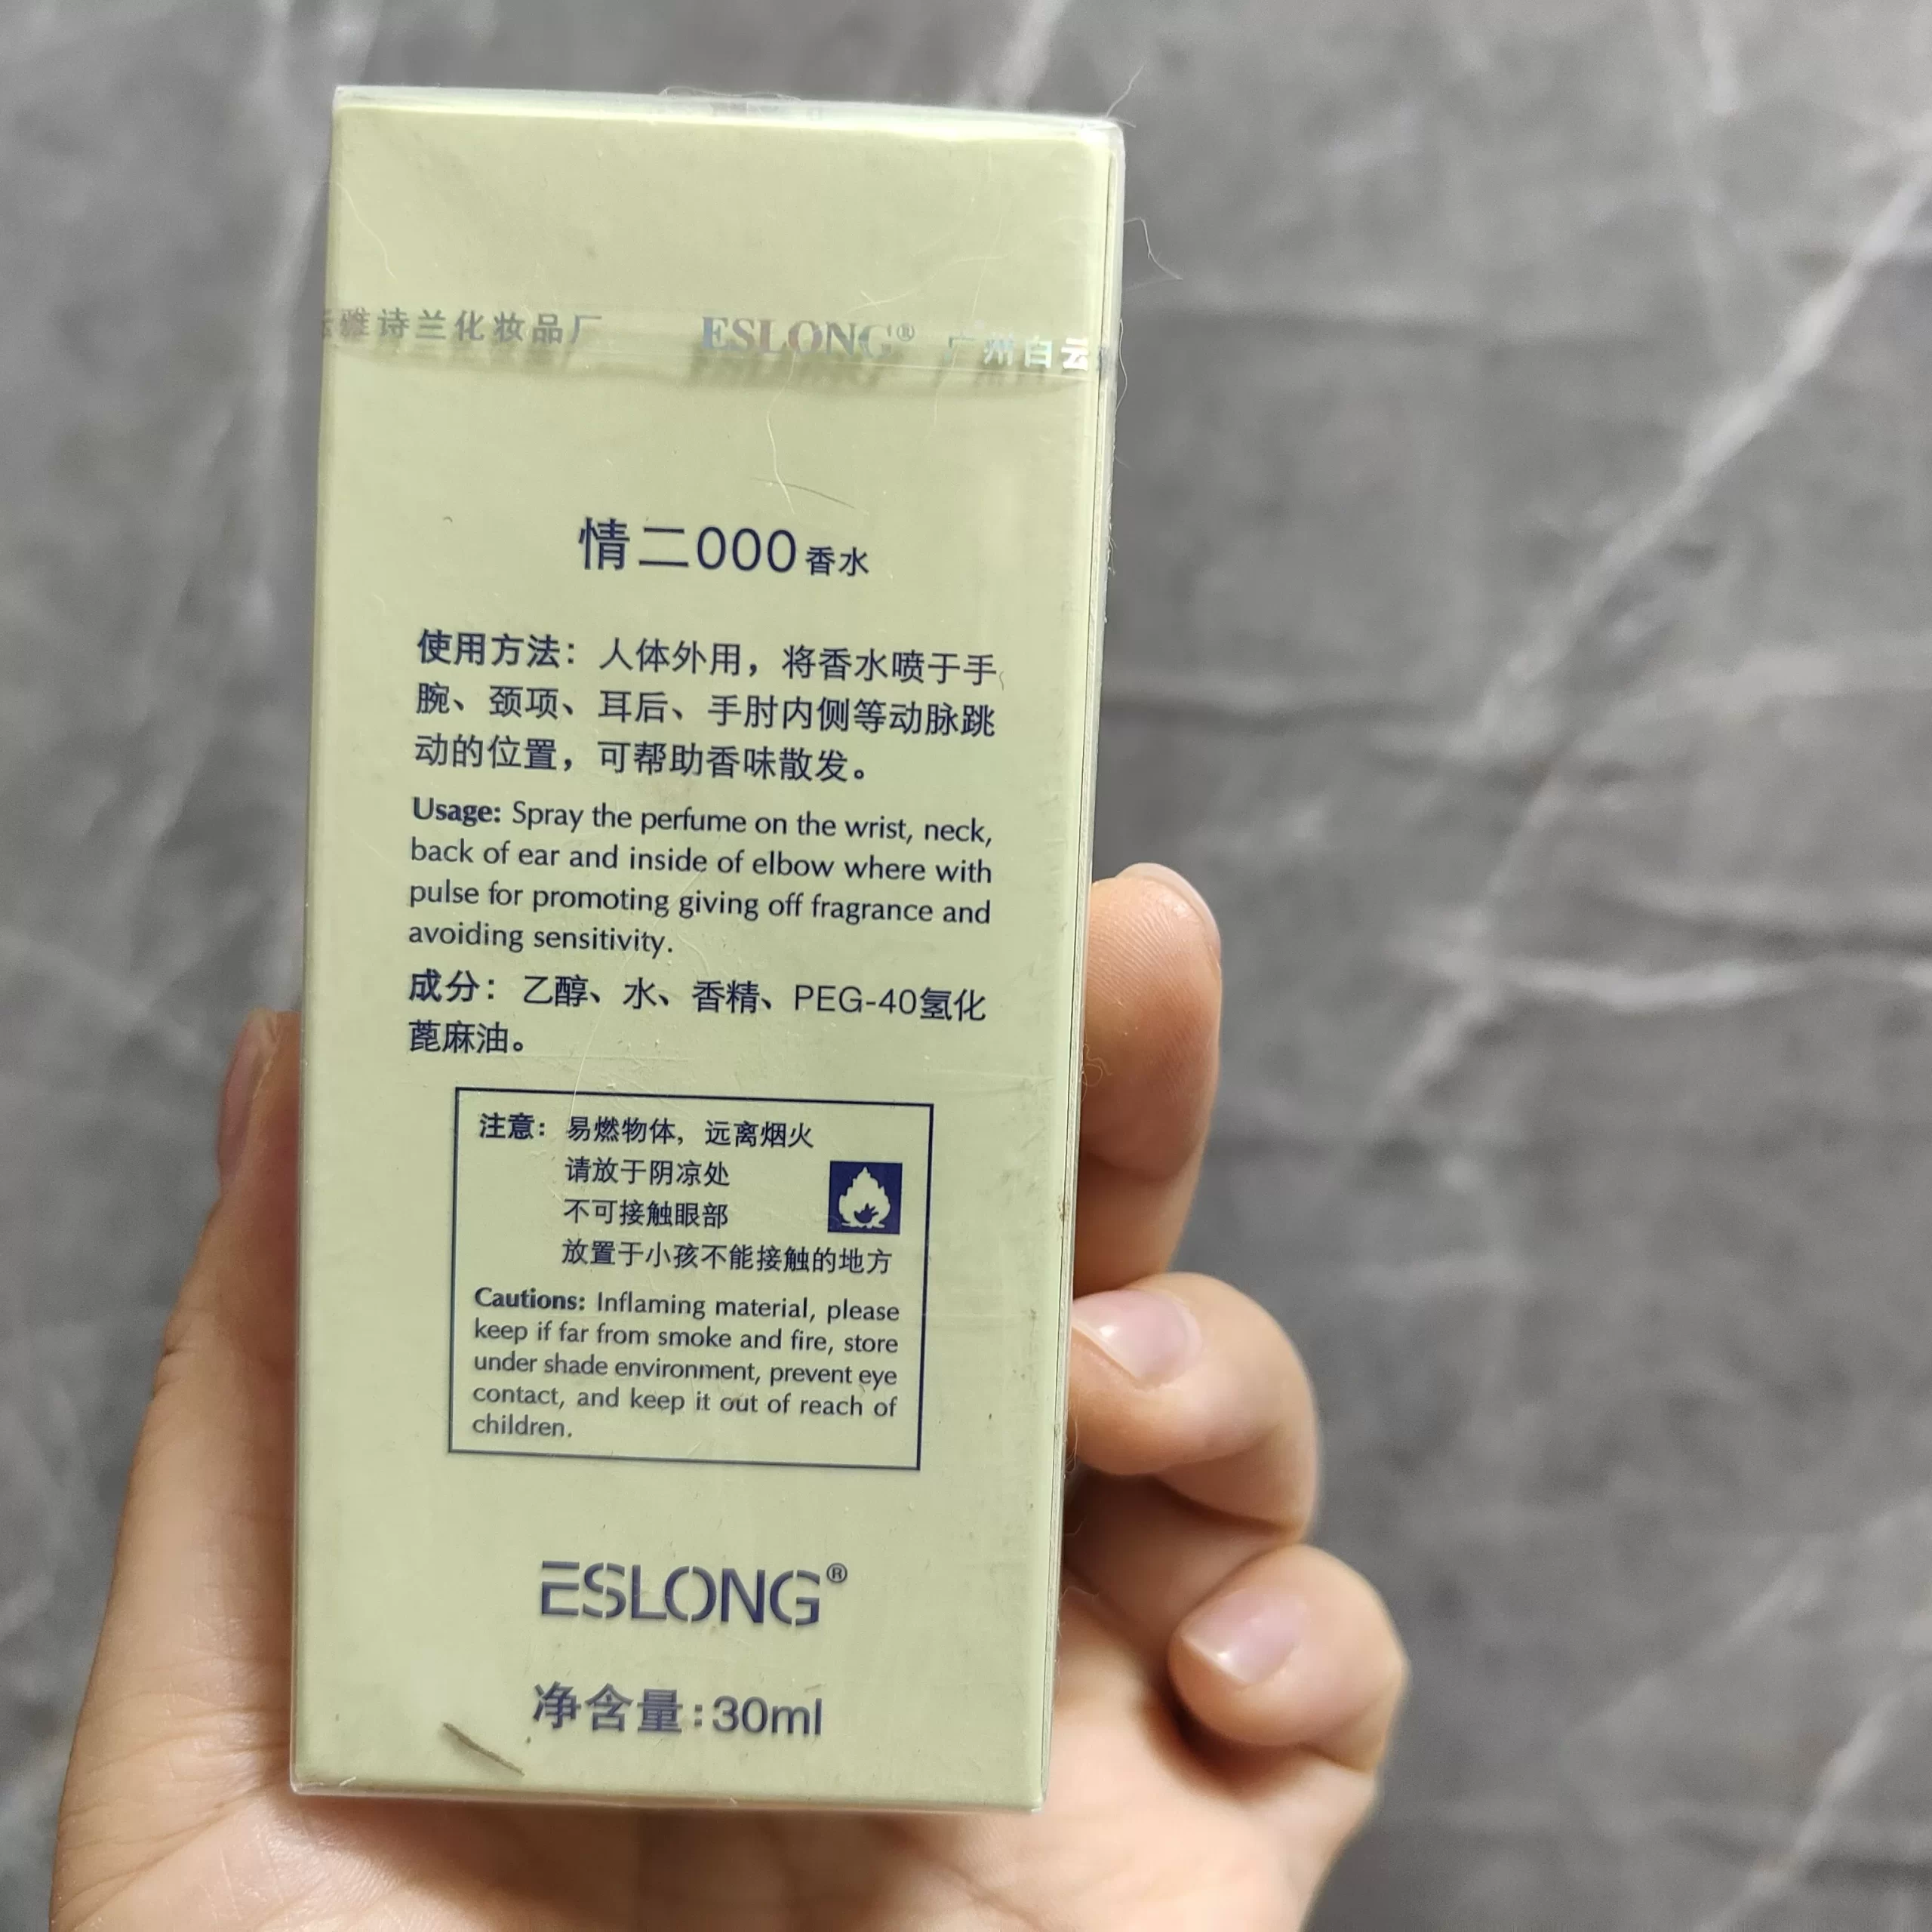 雅诗兰化妆品厂 ESLONG® 广州白云
情二000香水
使用方法：人体外用，将香水喷于手
腕、颈项、耳后、手肘内侧等动脉跳
动的位置，可帮助香味散发。
Usage: Spray the perfume on the wrist, neck,
back of ear and inside of elbow where with
pulse for promoting giving off fragrance and
avoiding sensitivity.
成分：乙醇、水、香精、PEG-40氢化
蓖麻油。
注意：易燃物体，远离烟火
请放于阴凉处
不可接触眼部
放置于小孩不能接触的地方
Cautions: Inflaming material, please
keep if far from smoke and fire, store
under shade environment, prevent eye
contact, and keep it out of reach of
children.
ESLONG®
净含量:30ml